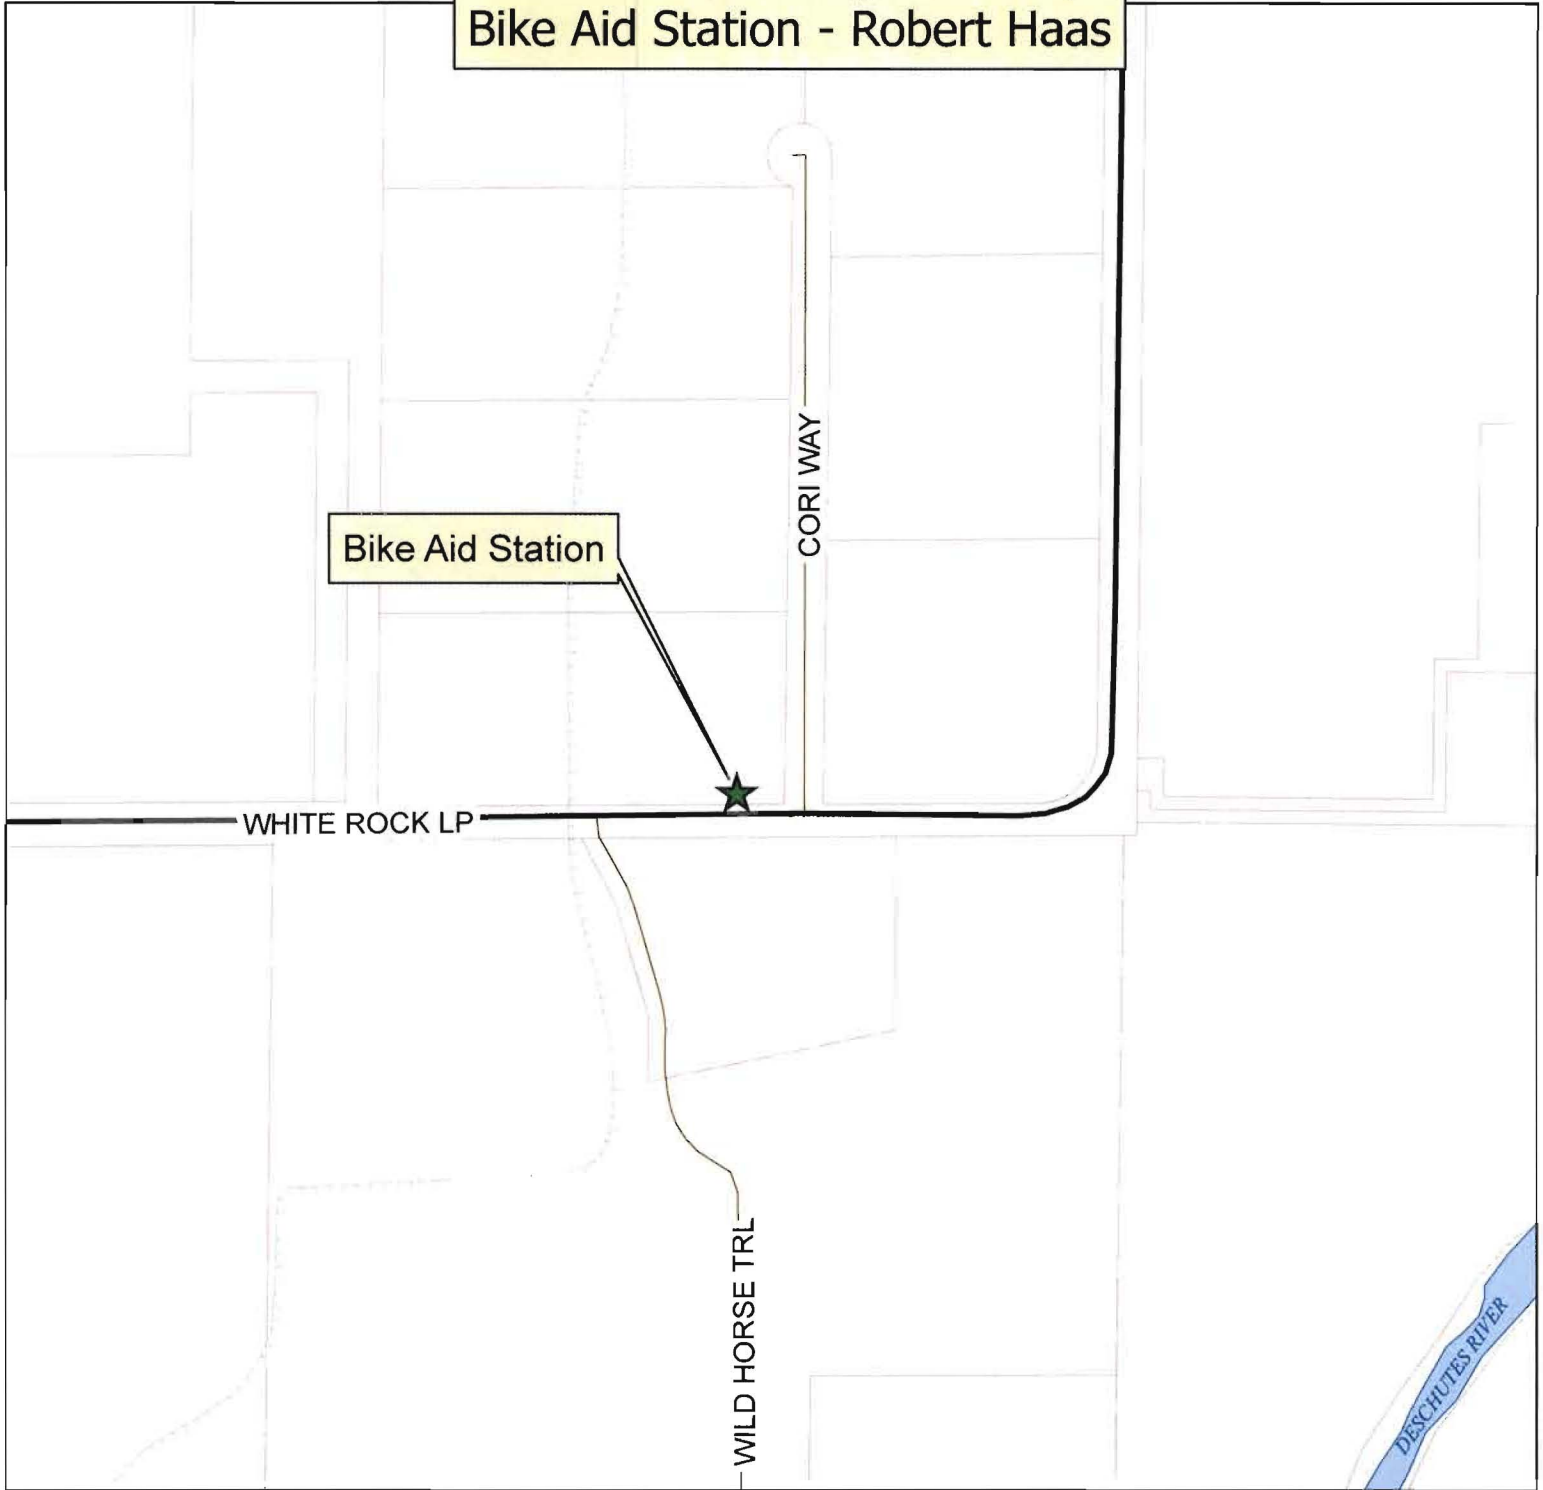 Bike Aid Station - Robert Haas
CORI WAY
Bike Aid Station
WHITE ROCK LP
WILD HORSE TRL
DESCHUTES RIVER